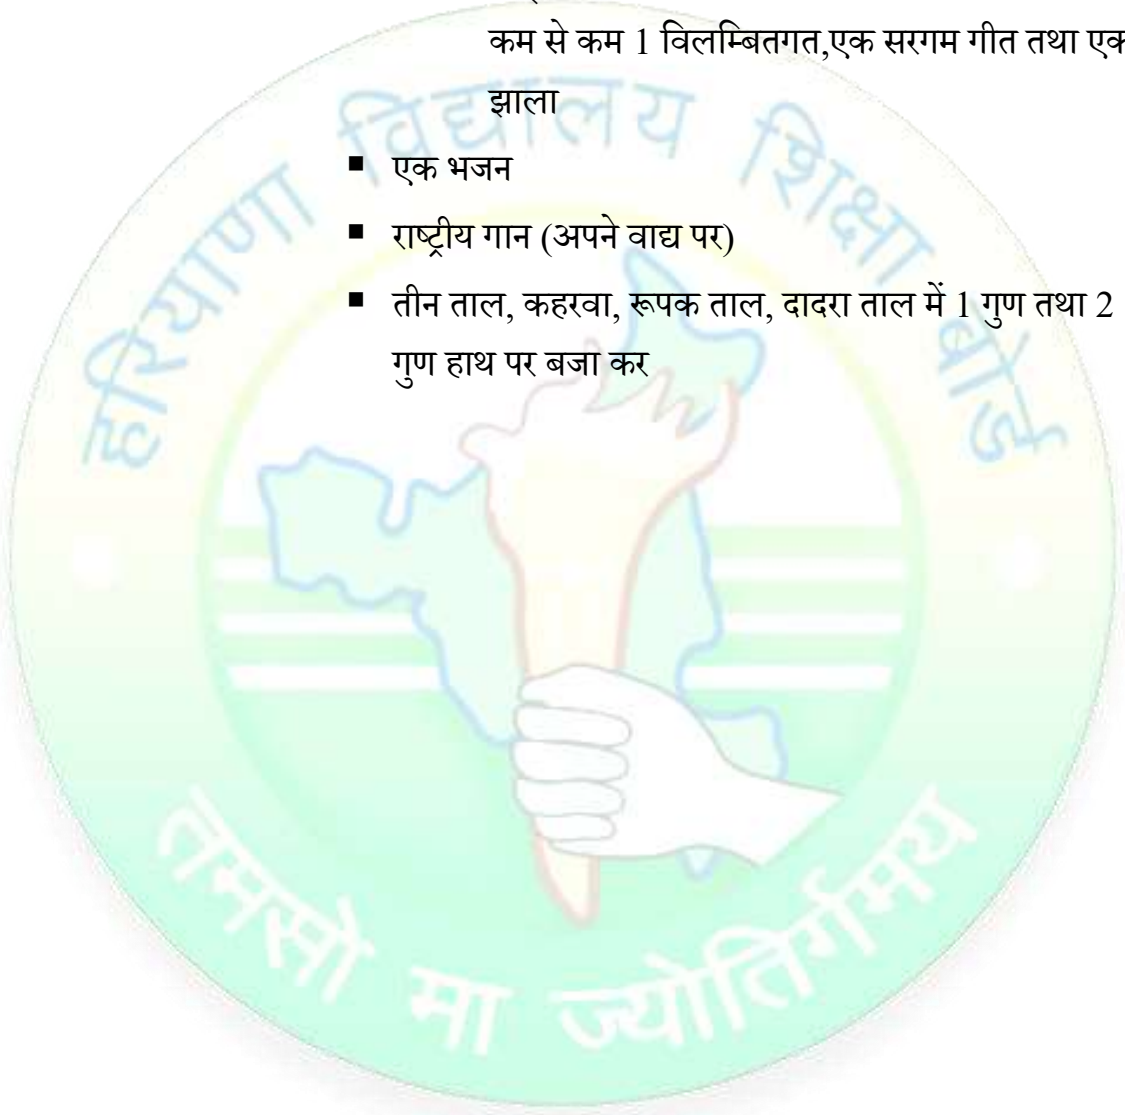 कम से कम 1 विलम्बितगत,एक सरगम गीत तथा एक
झाला
▪ एक भजन
▪ राष्ट्रीय गान (अपने वाद्य पर)
▪ तीन ताल, कहरवा, रूपक ताल, दादरा ताल में 1 गुण तथा 2
गुण हाथ पर बजा कर
हरियाणा विद्यालय शिक्षा बोर्ड
तमसो मा ज्योतिर्गमय